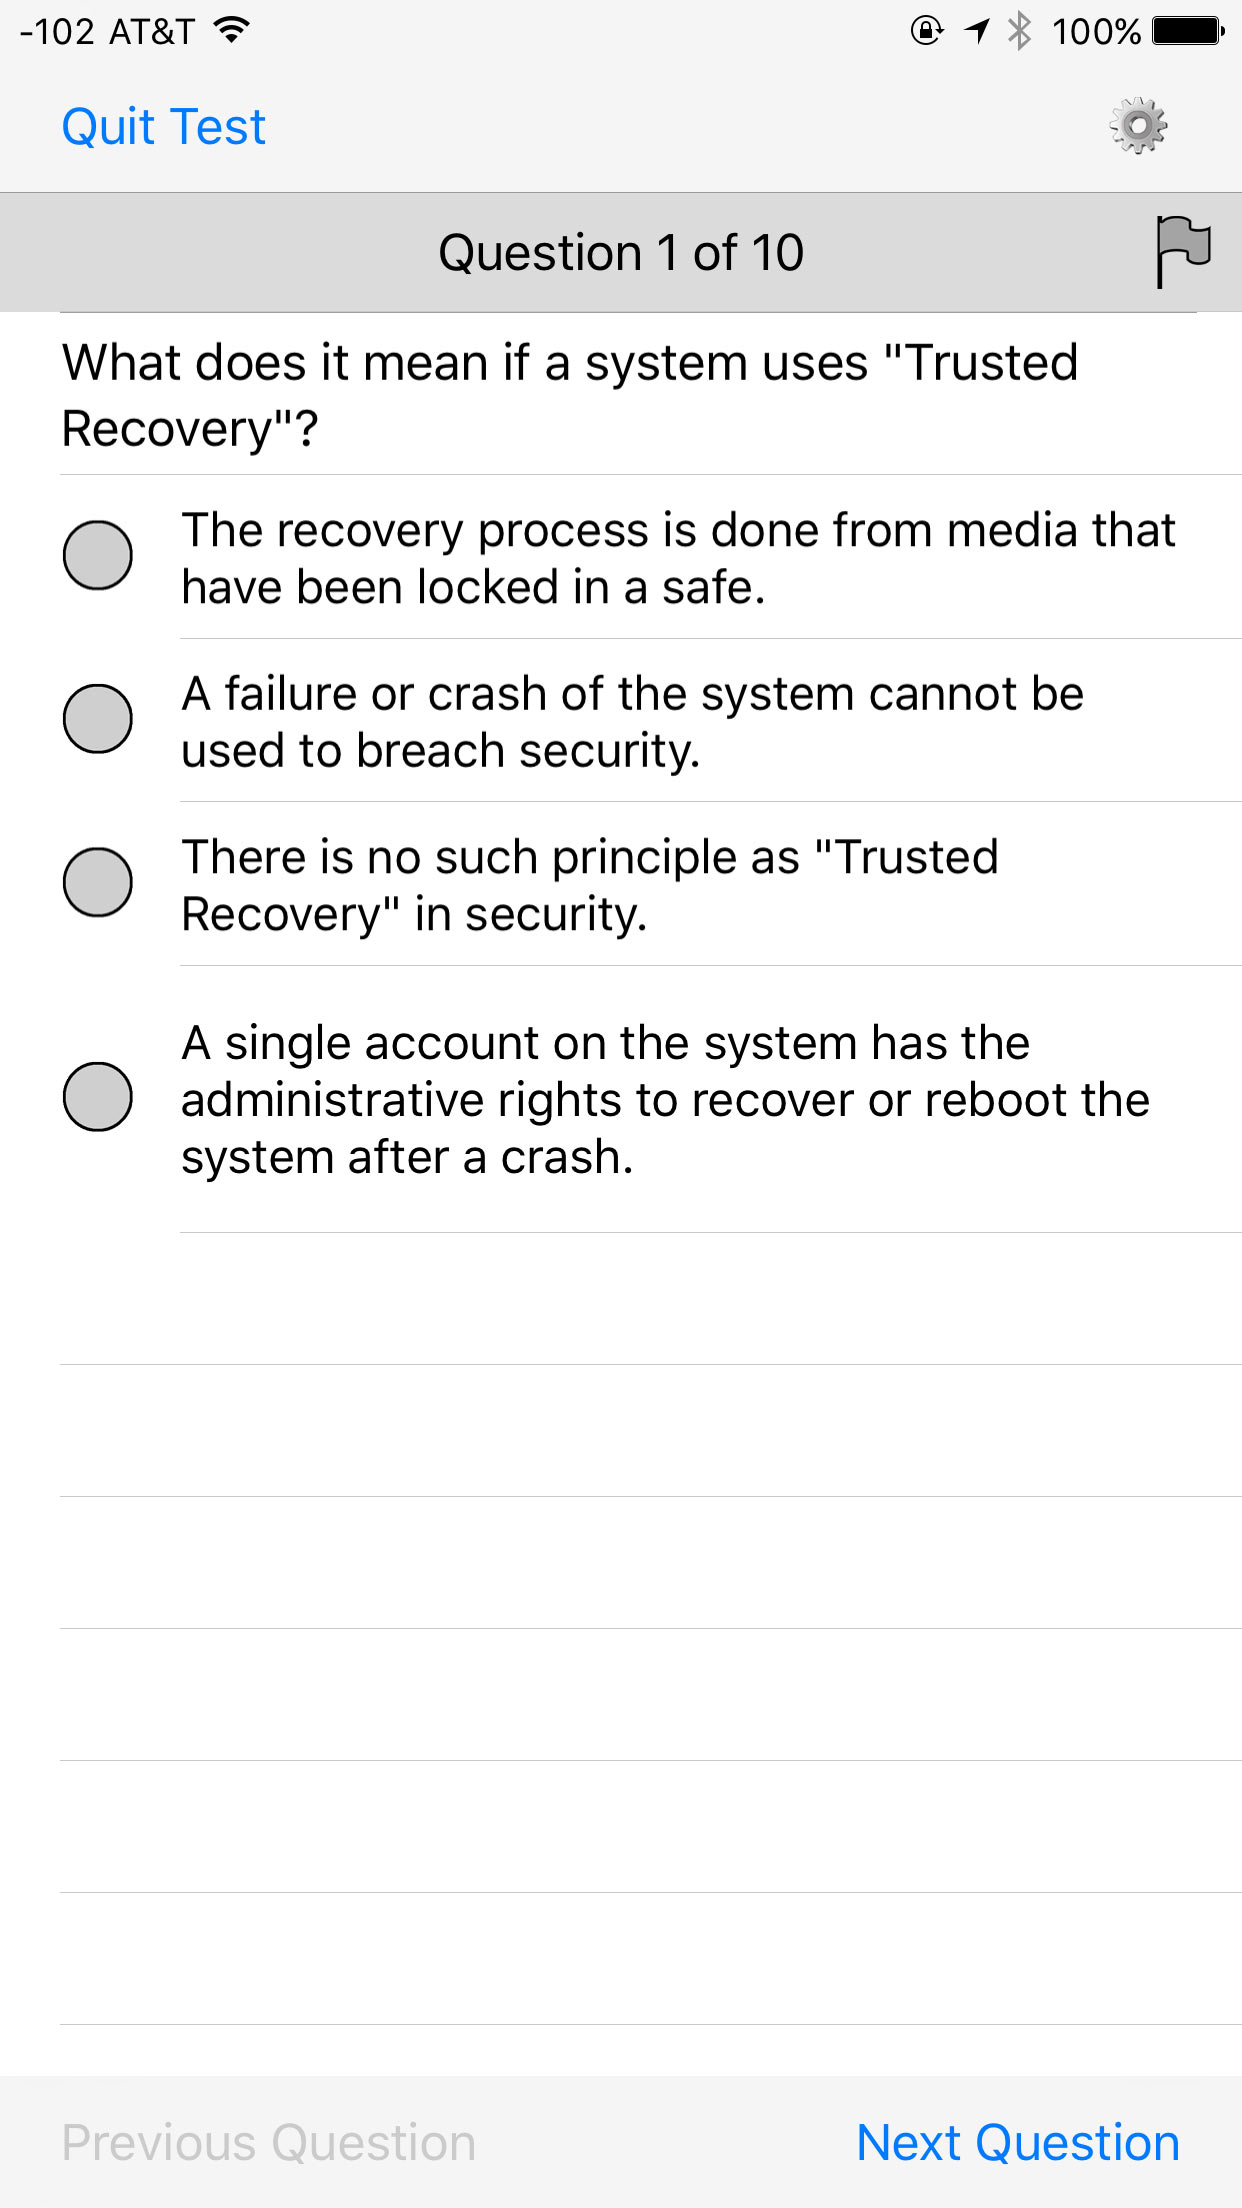 -102 AT&T 100%
Quit Test
Question 1 of 10
What does it mean if a system uses "Trusted
Recovery"?
The recovery process is done from media that
have been locked in a safe.
A failure or crash of the system cannot be
used to breach security.
There is no such principle as "Trusted
Recovery" in security.
A single account on the system has the
administrative rights to recover or reboot the
system after a crash.
Previous Question Next Question